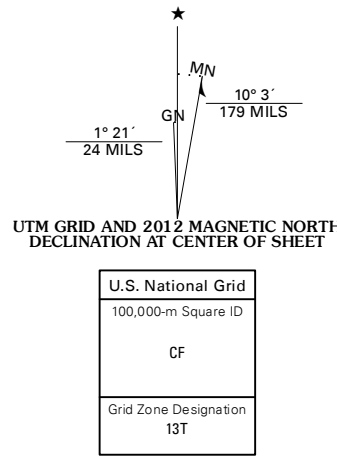 ★
MN
GN
10° 3´
179 MILS
1° 21´
24 MILS
UTM GRID AND 2012 MAGNETIC NORTH
DECLINATION AT CENTER OF SHEET
U.S. National Grid
100,000-m Square ID
CF
Grid Zone Designation
13T